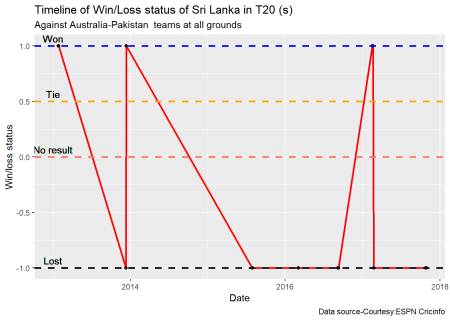 Timeline of Win/Loss status of Sri Lanka in T20 (s)
Against Australia-Pakistan  teams at all grounds
Won
1.0
Tie
0.5
No result
0.0
-0.5
Lost
-1.0
Win/loss status
2014
2016
2018
Date
Data source-Courtesy:ESPN Cricinfo